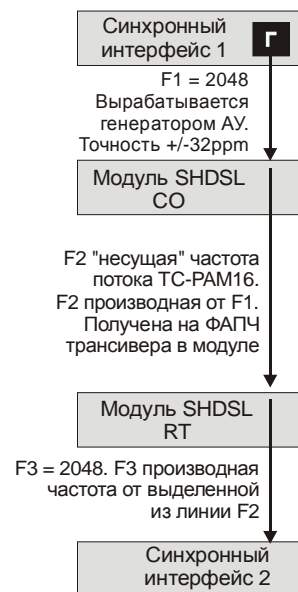 Синхронный
интерфейс 1
Г
F1 = 2048
Вырабатывается
генератором АУ.
Точность +/-32ppm
Модуль SHDSL
CO
F2 "несущая" частота
потока TC-PAM16.
F2 производная от F1.
Получена на ФАПЧ
трансивера в модуле
Модуль SHDSL
RT
F3 = 2048. F3 производная
частота от выделенной
из линии F2
Синхронный
интерфейс 2